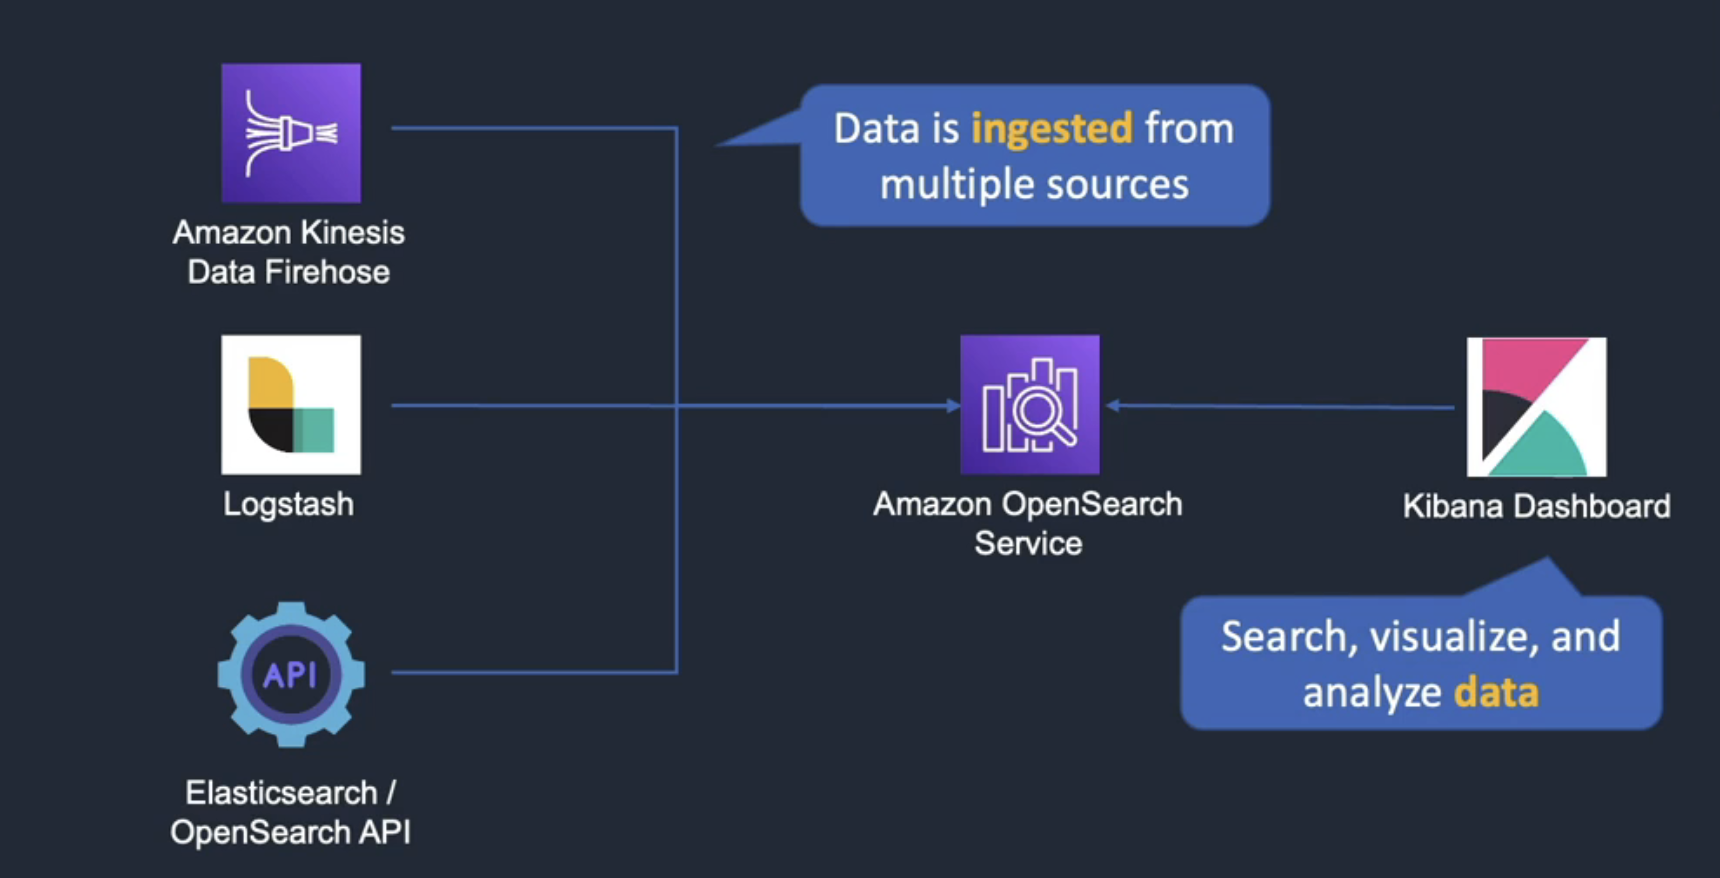 Amazon Kinesis
Data Firehose
Data is ingested from
multiple sources
Logstash
Amazon OpenSearch
Service
Kibana Dashboard
Search, visualize, and
analyze data
API
Elasticsearch /
OpenSearch API